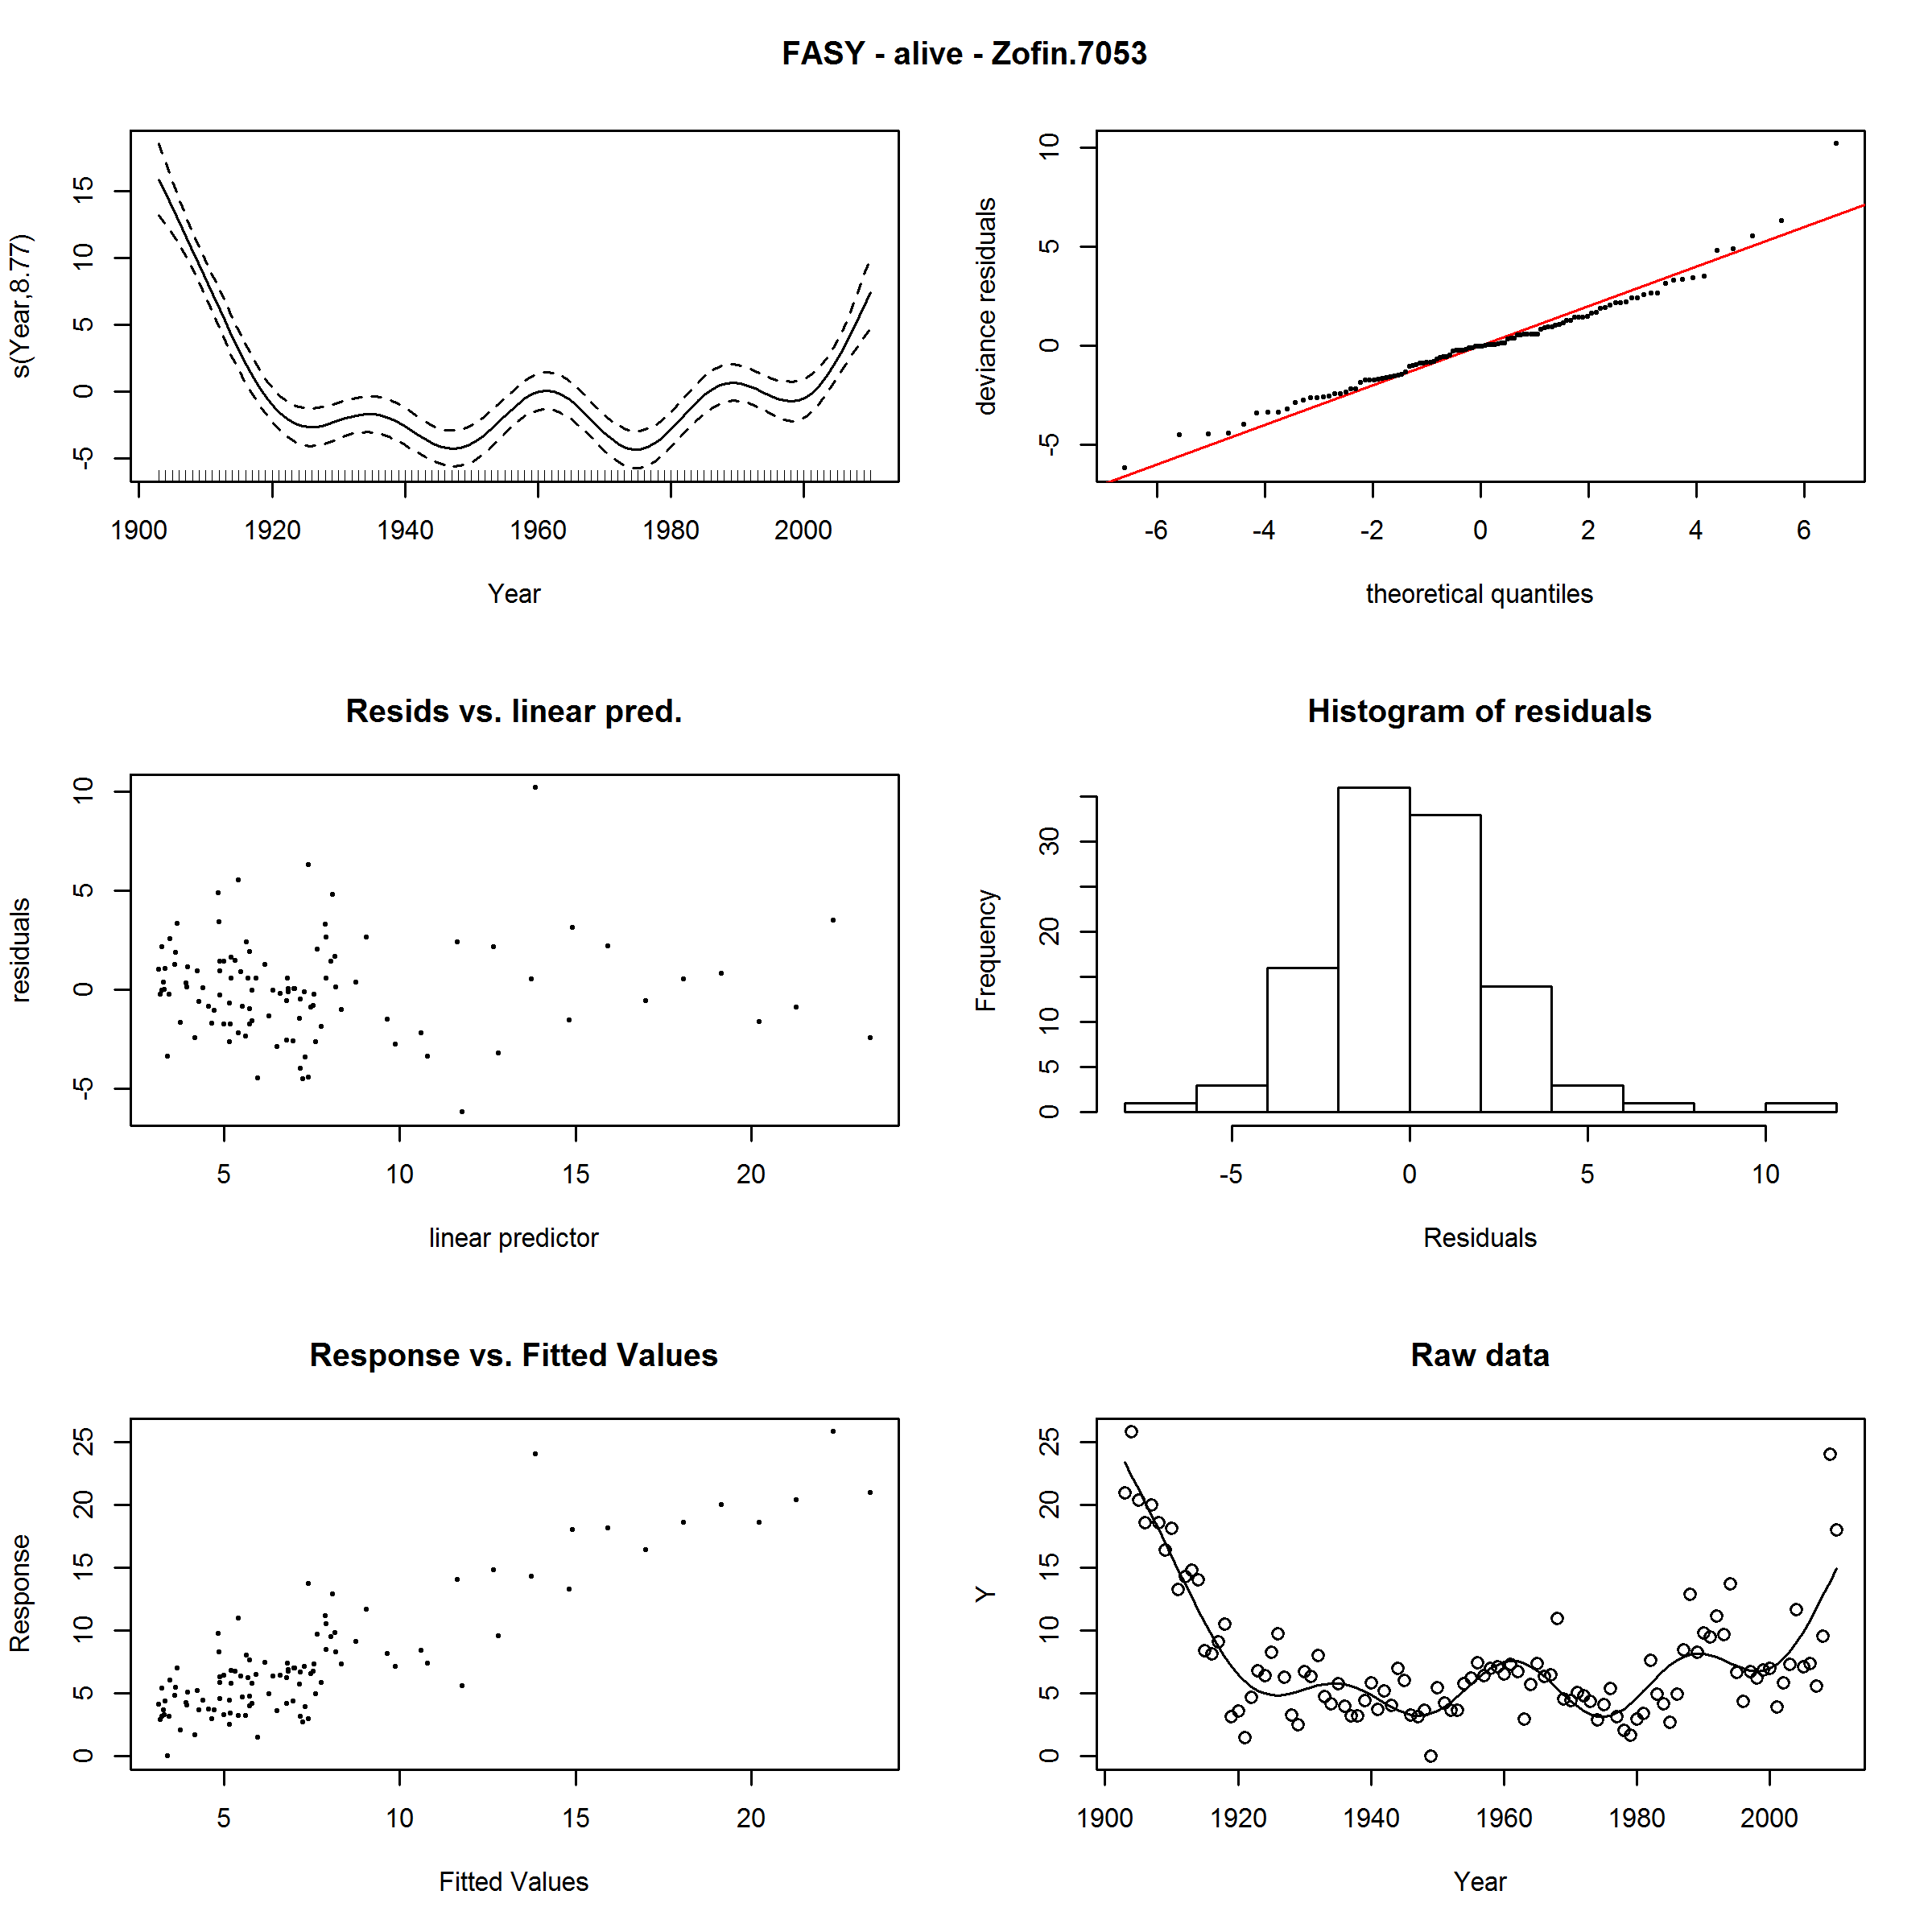 FASY - alive - Zofin.7053
s(Year,8.77)
15
10
5
0
-5
1900 1920 1940 1960 1980 2000
Year
deviance residuals
10
5
0
-5
-6 -4 -2 0 2 4 6
theoretical quantiles
Resids vs. linear pred.
residuals
10
5
0
-5
5 10 15 20
linear predictor
Histogram of residuals
Frequency
30
20
10
5
0
-5 0 5 10
Residuals
Response vs. Fitted Values
Response
25
20
15
10
5
0
5 10 15 20
Fitted Values
Raw data
Y
25
20
15
10
5
0
1900 1920 1940 1960 1980 2000
Year